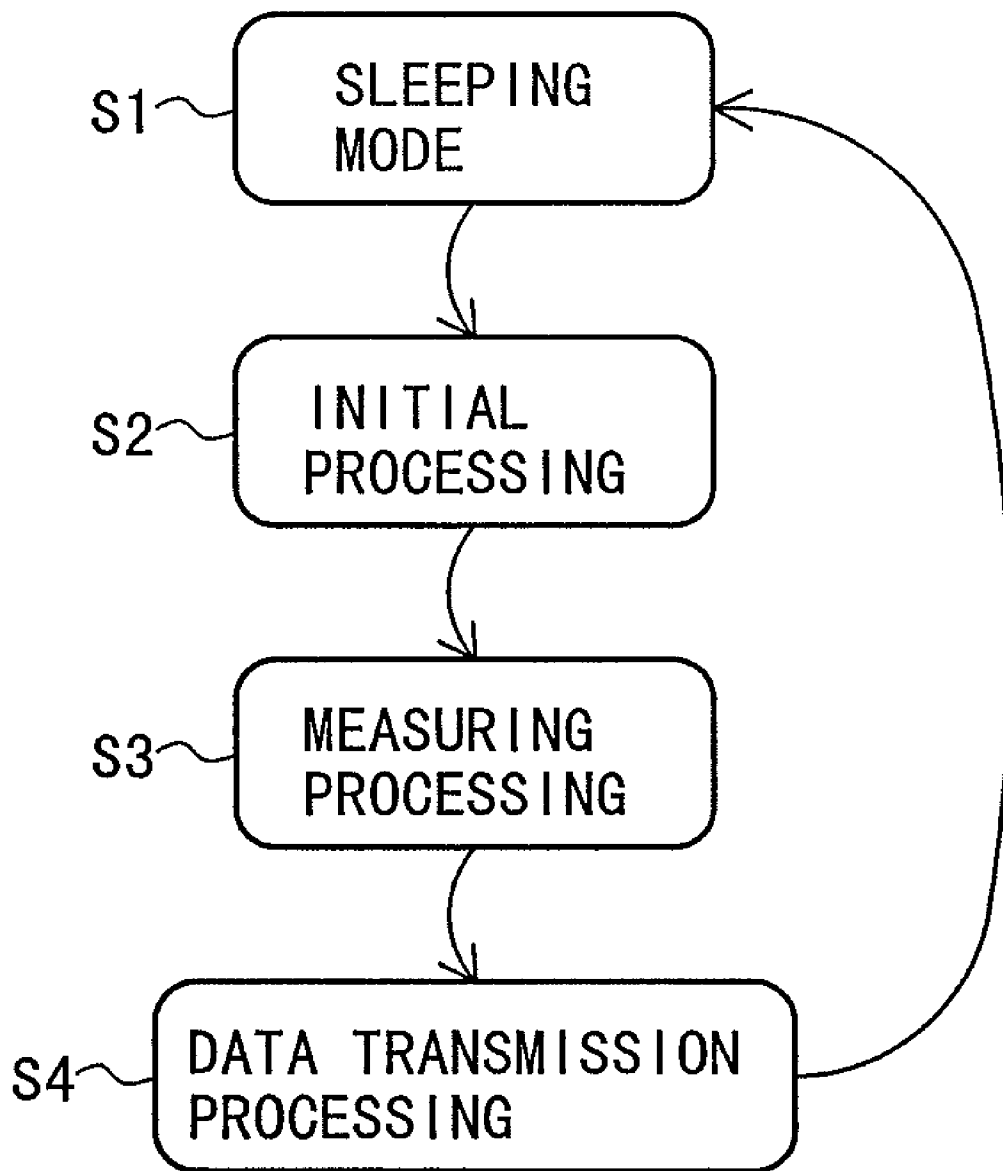 S1
SLEEPING
MODE
S2
INITIAL
PROCESSING
S3
MEASURING
PROCESSING
S4
DATA TRANSMISSION
PROCESSING